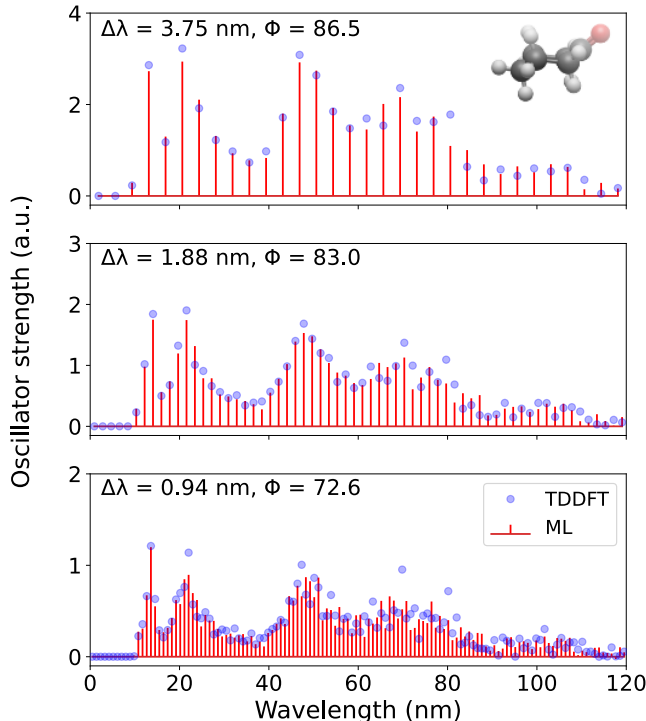 Δλ = 3.75 nm, Φ = 86.5
4
2
0
Δλ = 1.88 nm, Φ = 83.0
3
2
1
0
Δλ = 0.94 nm, Φ = 72.6
2
1
0
TDDFT
ML
0 20 40 60 80 100 120
Wavelength (nm)
Oscillator strength (a.u.)